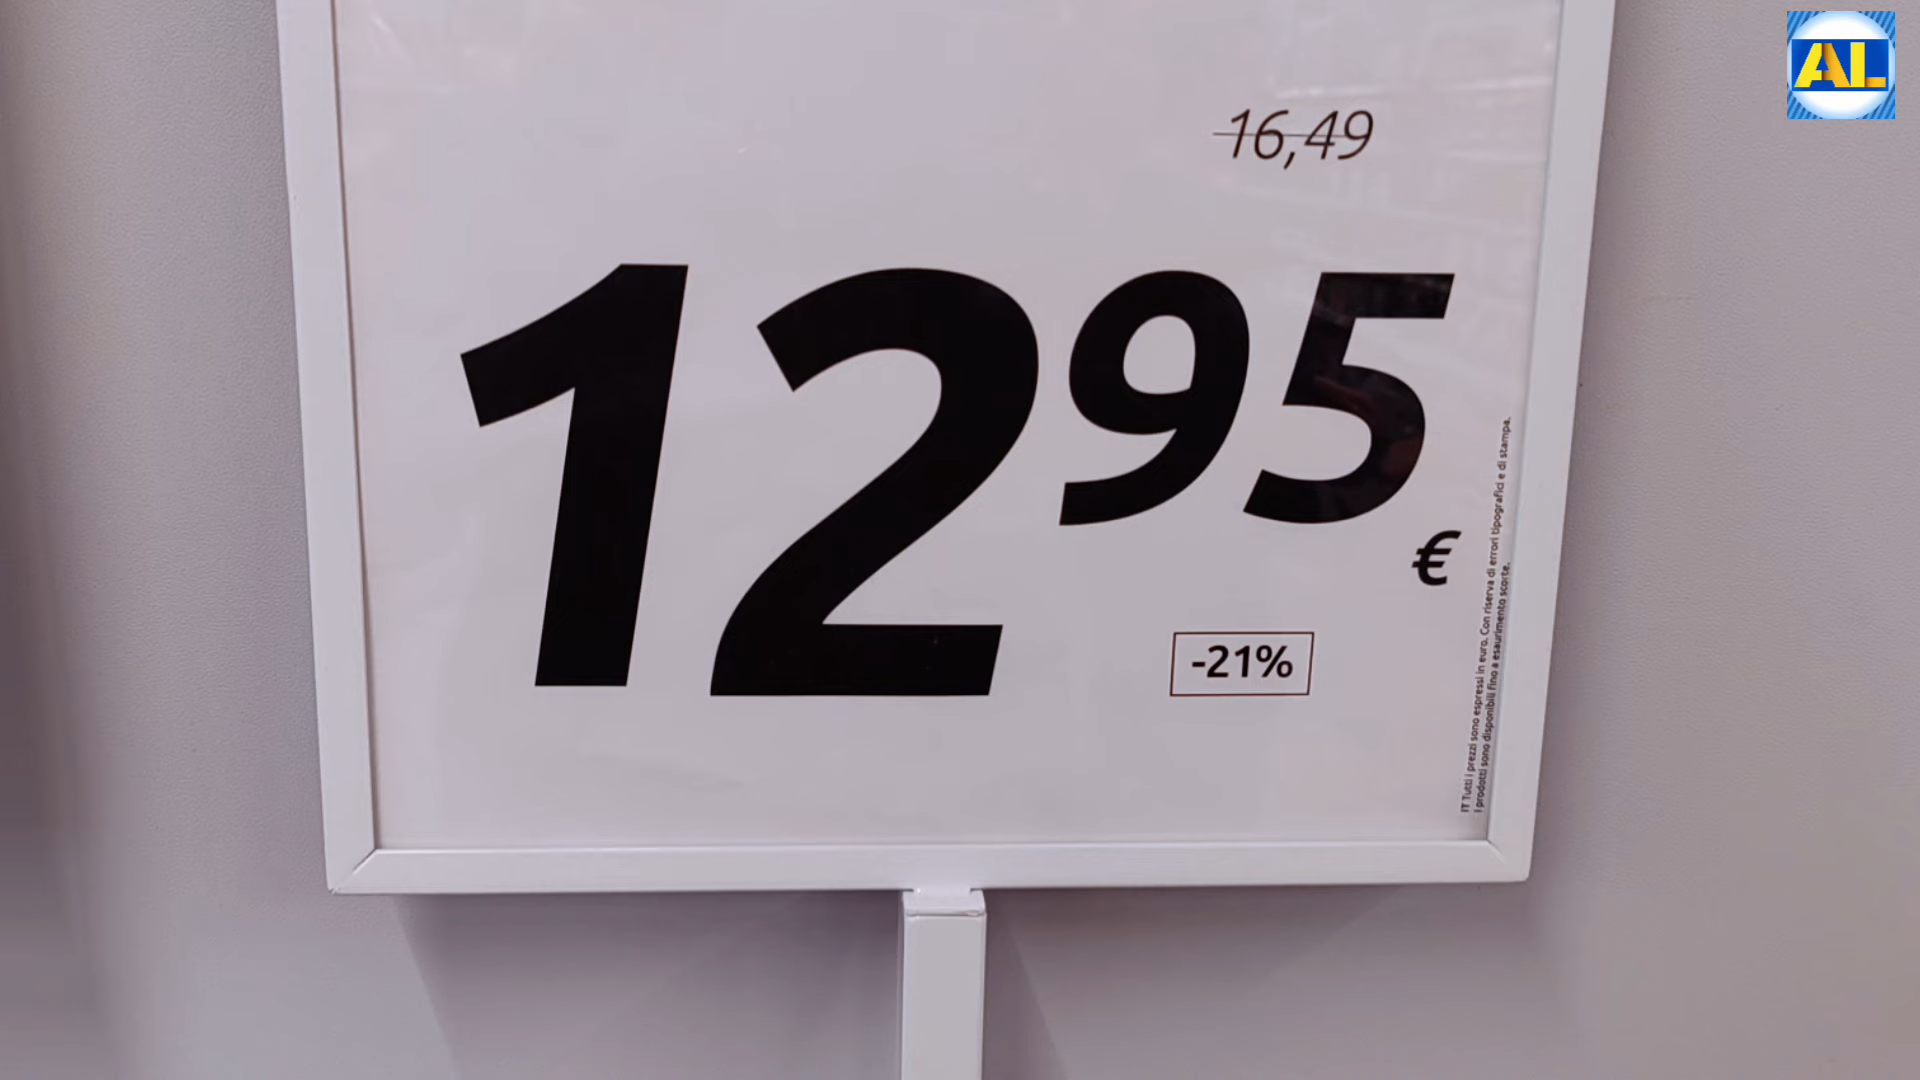 AL
16,49
12 95
€
-21%
IT Tutti i prezzi sono espressi in euro. Con riserva di errori tipografici e di stampa.
I prodotti sono disponibili fino a esaurimento scorte.